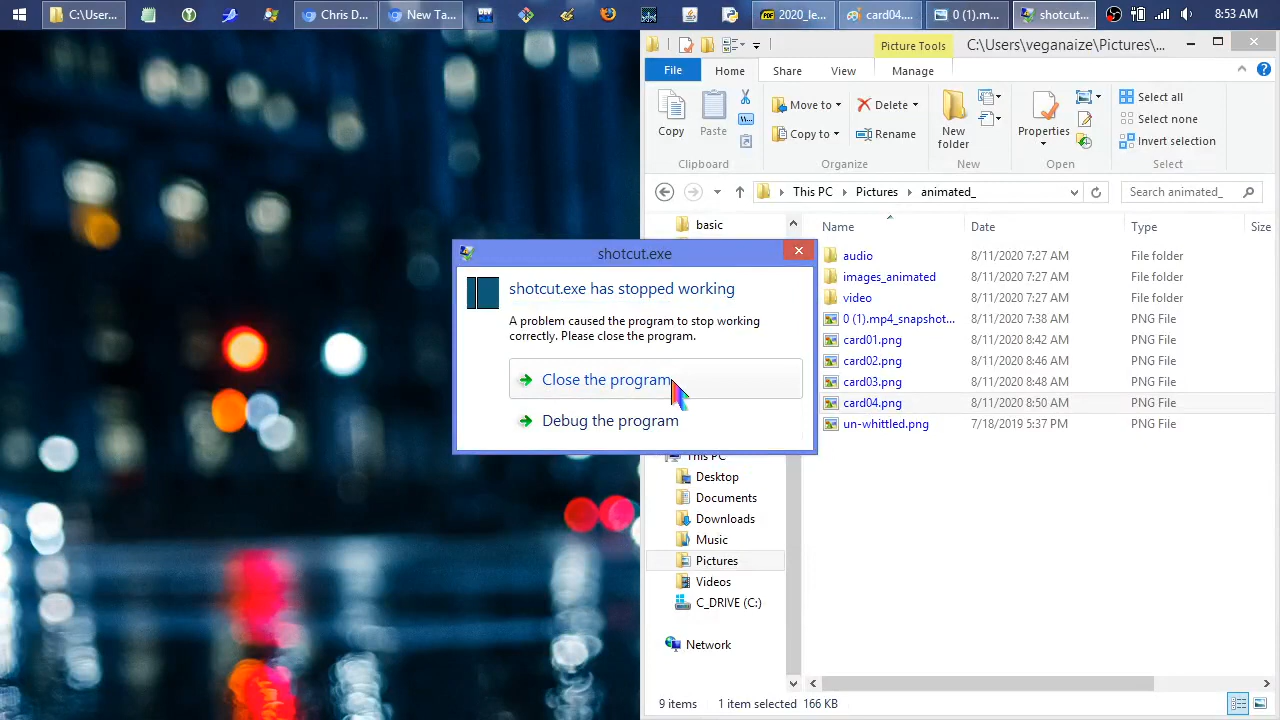 C:\User...
Chris D...
New Ta...
2020_le...
card04....
0 (1).m...
shotcut...
8:53 AM
Picture Tools
C:\Users\veganaize\Pictures\...
File
Home
Share
View
Manage
Copy
Paste
Move to
Copy to
Delete
Rename
New
folder
Properties
Select all
Select none
Invert selection
Clipboard
Organize
New
Open
Select
This PC
Pictures
animated_
Search animated_
basic
This PC
Desktop
Documents
Downloads
Music
Pictures
Videos
C_DRIVE (C:)
Network
Name
Date
Type
Size
audio 8/11/2020 7:27 AM File folder
images_animated 8/11/2020 7:27 AM File folder
video 8/11/2020 7:27 AM File folder
0 (1).mp4_snapshot... 8/11/2020 7:38 AM PNG File
card01.png 8/11/2020 8:42 AM PNG File
card02.png 8/11/2020 8:46 AM PNG File
card03.png 8/11/2020 8:48 AM PNG File
card04.png 8/11/2020 8:50 AM PNG File
un-whittled.png 7/18/2019 5:37 PM PNG File
9 items
1 item selected 166 KB
shotcut.exe
shotcut.exe has stopped working
A problem caused the program to stop working
correctly. Please close the program.
Close the program
Debug the program